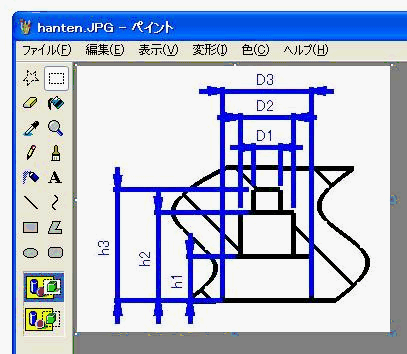 hanten.JPG - ペイント
ファイル(F) 編集(E) 表示(V) 変形(I) 色(C) ヘルプ(H)
A
D3
D2
D1
h3
h2
h1